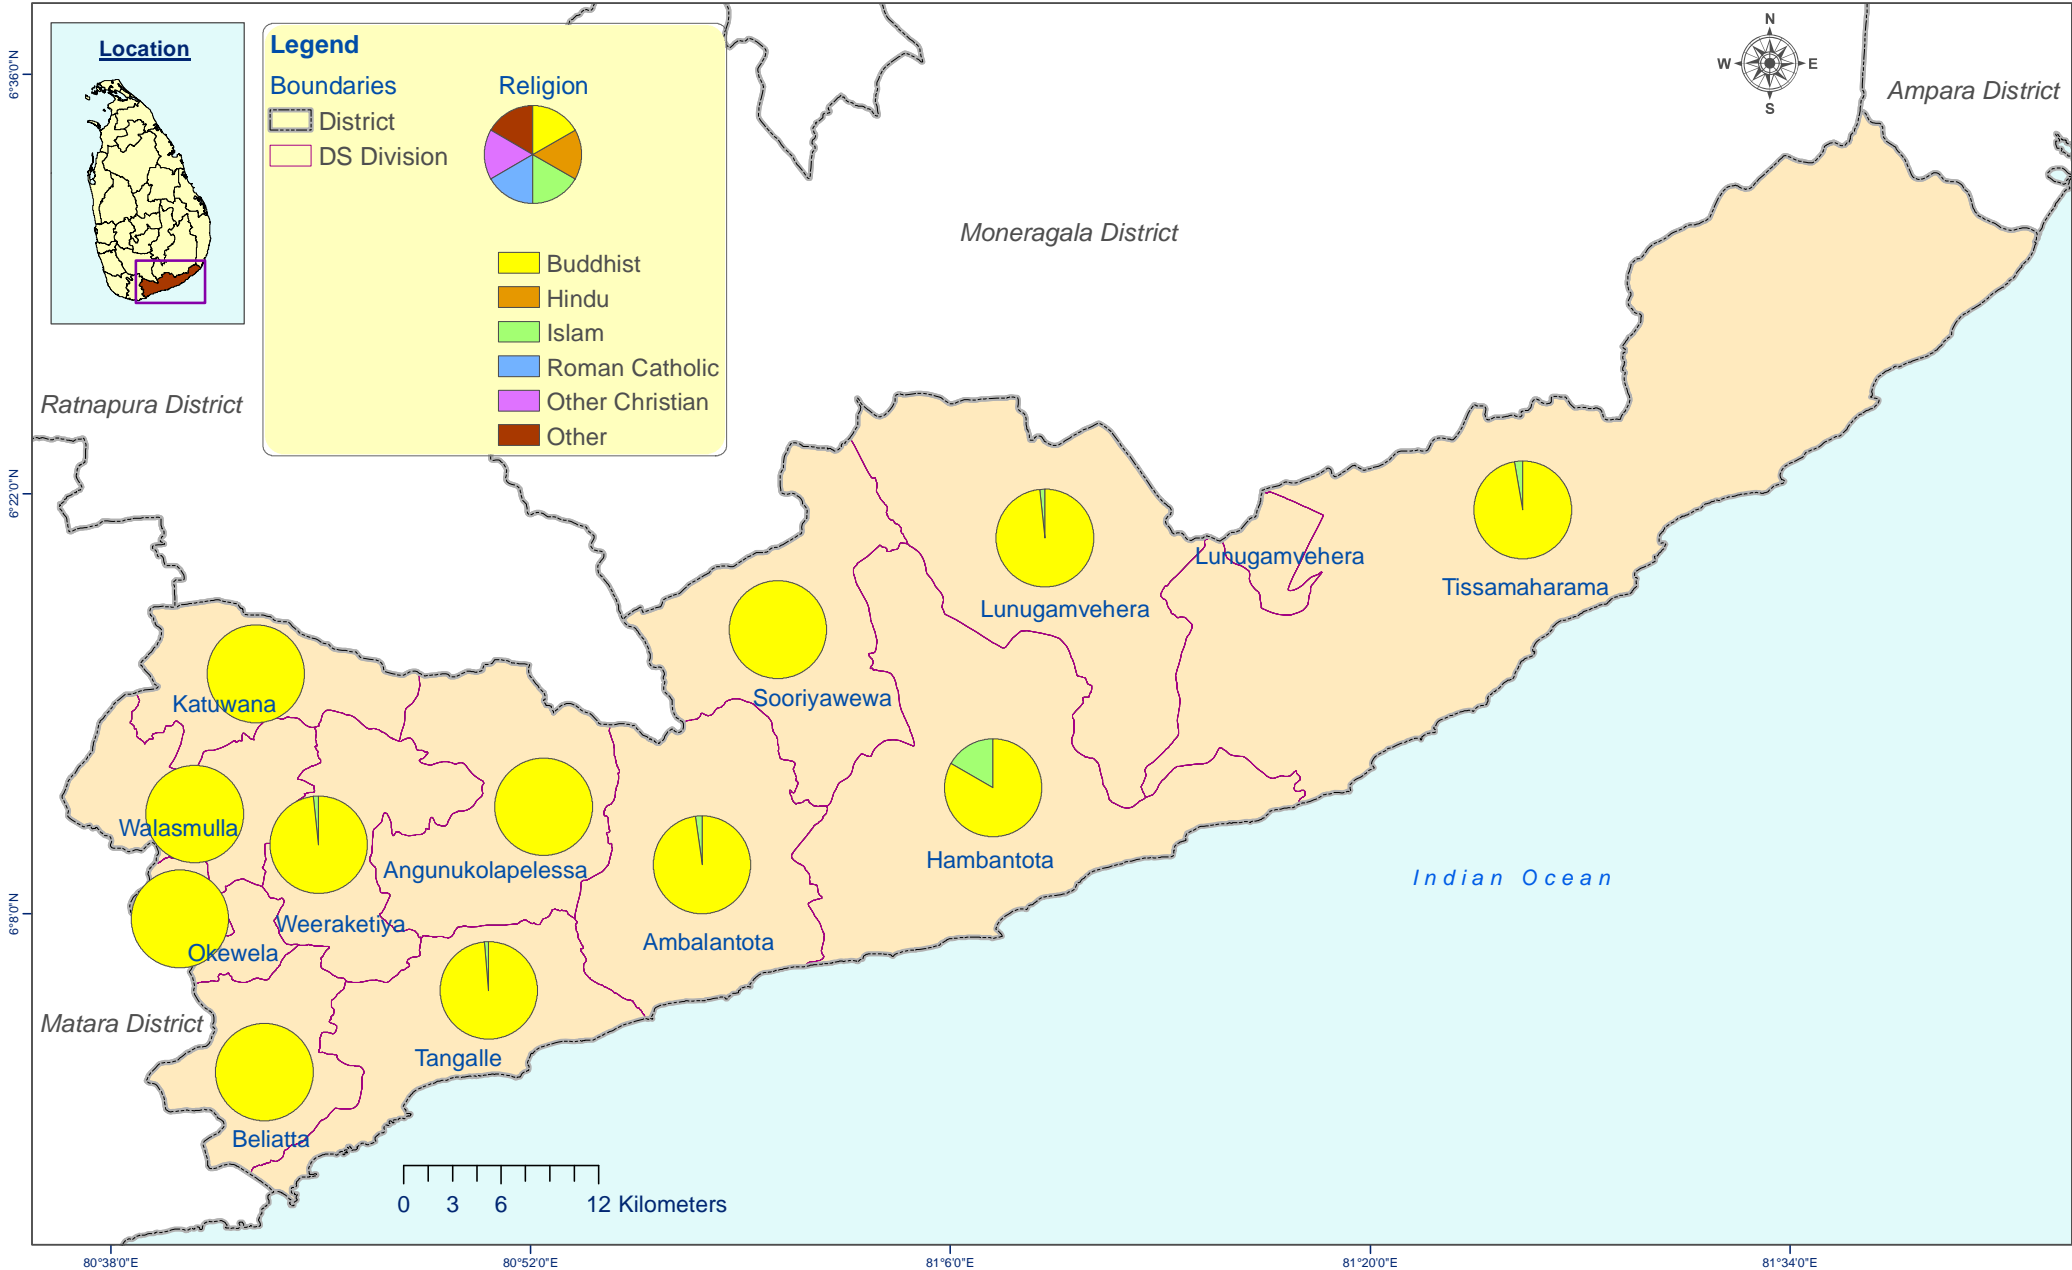 Location
Legend
Boundaries
Religion
District
DS Division
Buddhist
Hindu
Islam
Roman Catholic
Other Christian
Other
N
W
E
S
Ampara District
Moneragala District
Ratnapura District
Matara District
Lunugamvehera
Tissamaharama
Lunugamvehera
Sooriyawewa
Katuwana
Walasmulla
Angunukolapelessa
Hambantota
Weeraketiya
Okewela
Ambalantota
Tangalle
Beliatta
Indian Ocean
0 3 6 12 Kilometers
6°36'0"N
6°22'0"N
6°8'0"N
80°38'0"E
80°52'0"E
81°6'0"E
81°20'0"E
81°34'0"E